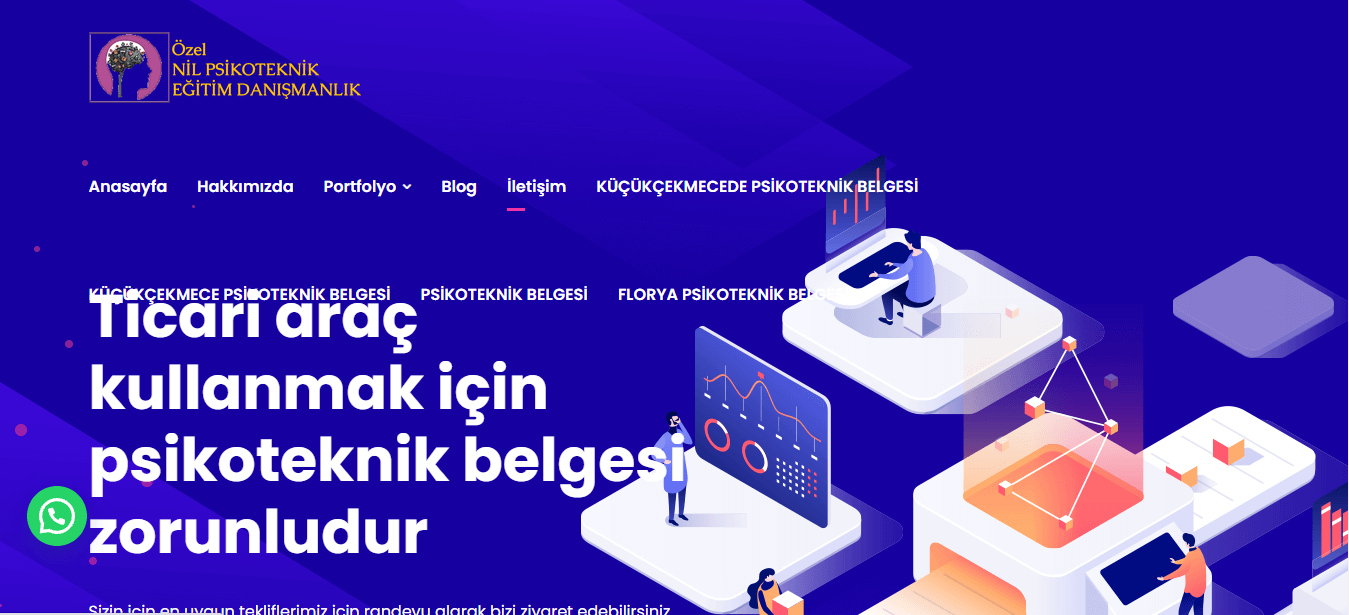 Özel
NİL PSİKOTEKNİK
EĞİTİM DANIŞMANLIK
Anasayfa Hakkımızda Portfolyo Blog İletişim KÜÇÜKÇEKMECEDE PSİKOTEKNİK BELGESİ
KÜÇÜKÇEKMECE PSİKOTEKNİK BELGESİ PSİKOTEKNİK BELGESİ FLORYA PSİKOTEKNİK BELGESİ
Ticari araç
kullanmak için
psikoteknik belgesi
zorunludur
Sizin için en uygun tekliflerimiz için randevu alarak bizi ziyaret edebilirsiniz